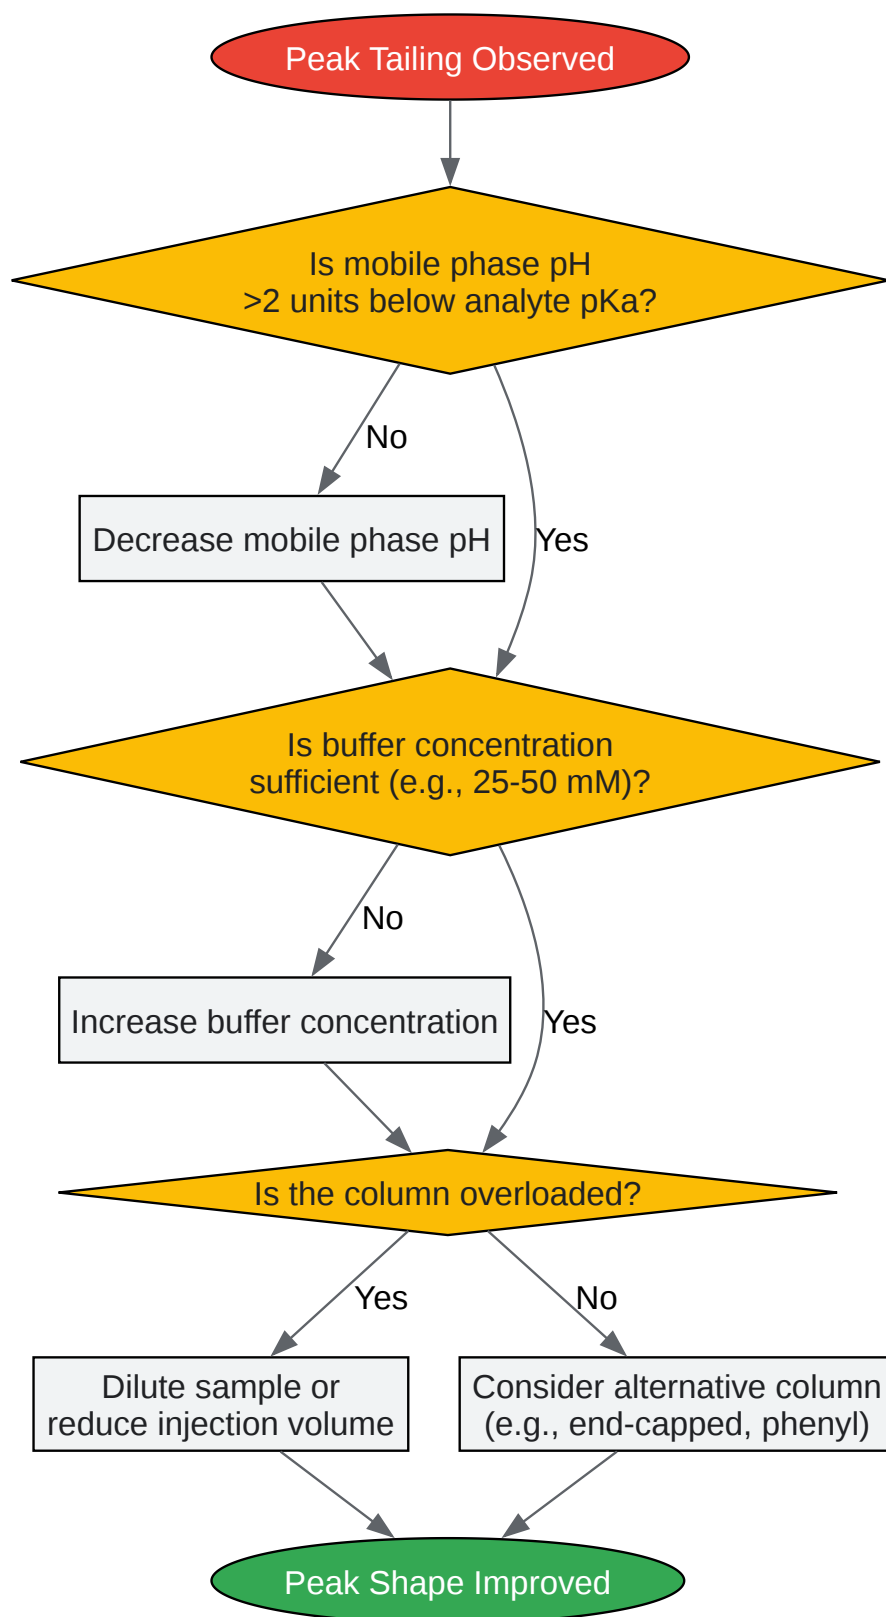 Peak Tailing Observed
Is mobile phase pH
>2 units below analyte pKa?
No
Decrease mobile phase pH
Yes
Is buffer concentration
sufficient (e.g., 25-50 mM)?
No
Increase buffer concentration
Yes
Is the column overloaded?
Yes
No
Dilute sample or
reduce injection volume
Consider alternative column
(e.g., end-capped, phenyl)
Peak Shape Improved